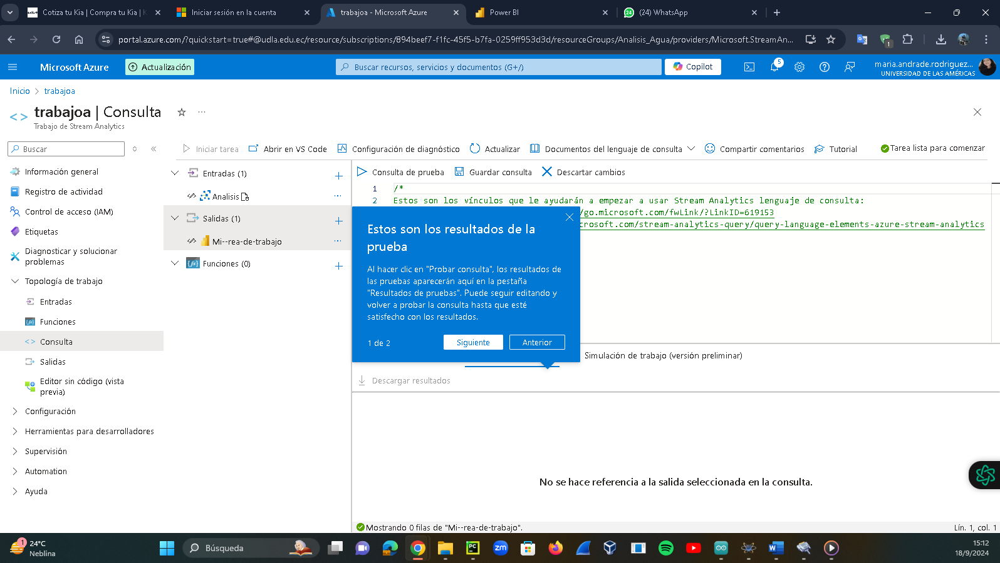 Cotiza tu Kia | Compra tu Kia | K
Iniciar sesión en la cuenta
trabajoa - Microsoft Azure
Power BI
(24) WhatsApp
portal.azure.com/?quickstart=true#@udla.edu.ec/resource/subscriptions/894beef7-f1fc-45f5-b7fa-0259ff953d3d/resourceGroups/Analisis_Agua/providers/Microsoft.StreamAn...
Microsoft Azure
Actualización
Buscar recursos, servicios y documentos (G+/)
Copilot
5
maria.andrade.rodriguez...
UNIVERSIDAD DE LAS AMÉRICAS
Inicio > trabajoa
trabajoa | Consulta
Trabajo de Stream Analytics
Buscar
Iniciar tarea
Abrir en VS Code
Configuración de diagnóstico
Actualizar
Documentos del lenguaje de consulta
Compartir comentarios
Tutorial
Tarea lista para comenzar
Información general
Registro de actividad
Control de acceso (IAM)
Etiquetas
Diagnosticar y solucionar problemas
Topología de trabajo
Entradas
Funciones
Consulta
Salidas
Editor sin código (vista previa)
Configuración
Herramientas para desarrolladores
Supervisión
Automation
Ayuda
Entradas (1)
Analisis
Salidas (1)
Mi--rea-de-trabajo
Funciones (0)
Consulta de prueba
Guardar consulta
Descartar cambios
1 /*
2 Estos son los vínculos que le ayudarán a empezar a usar Stream Analytics lenguaje de consulta:
/go.microsoft.com/fwLink/?LinkID=619153
crosoft.com/stream-analytics-query/query-language-elements-azure-stream-analytics
Estos son los resultados de la prueba
Al hacer clic en "Probar consulta", los resultados de
las pruebas aparecerán aquí en la pestaña
"Resultados de pruebas". Puede seguir editando y
volver a probar la consulta hasta que esté
satisfecho con los resultados.
1 de 2
Siguiente
Anterior
Simulación de trabajo (versión preliminar)
Descargar resultados
No se hace referencia a la salida seleccionada en la consulta.
Mostrando 0 filas de "Mi--rea-de-trabajo".
Lín. 1, col. 1
1
24°C
Neblina
Búsqueda
15:12
18/9/2024